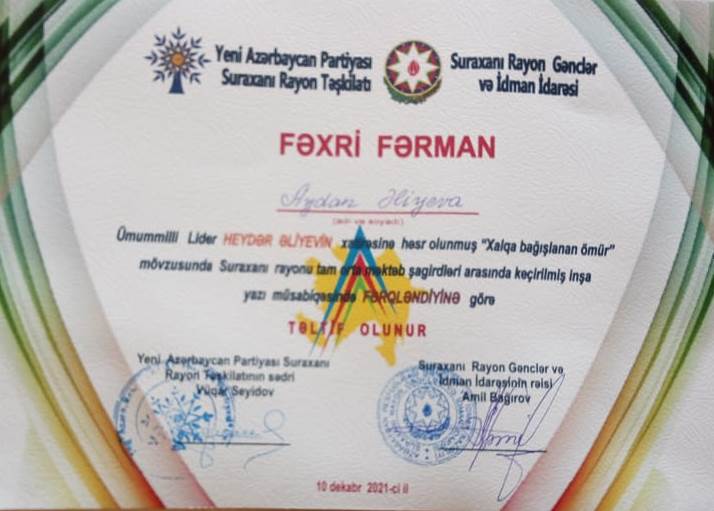 Yeni Azərbaycan Partiyası
Suraxanı Rayon Təşkilatı
Suraxanı Rayon Gənclər
və İdman İdarəsi
FƏXRİ FƏRMAN
Aydan Əliyeva
(adı və soyadı)
Ümummilli Lider HEYDƏR ƏLİYEVİN xatirəsinə həsr olunmuş "Xalqa bağışlanan ömür"
mövzusunda Suraxanı rayonu tam orta məktəb şagirdləri arasında keçirilmiş inşa
yazı müsabiqəsində FƏRQLƏNDİYİNƏ görə
TƏLTİF OLUNUR
Yeni Azərbaycan Partiyası Suraxanı
Rayon Təşkilatının sədri
Vüqar Seyidov
Suraxanı Rayon Gənclər və
İdman İdarəsinin rəisi
Amil Bağırov
10 dekabr 2021-ci il